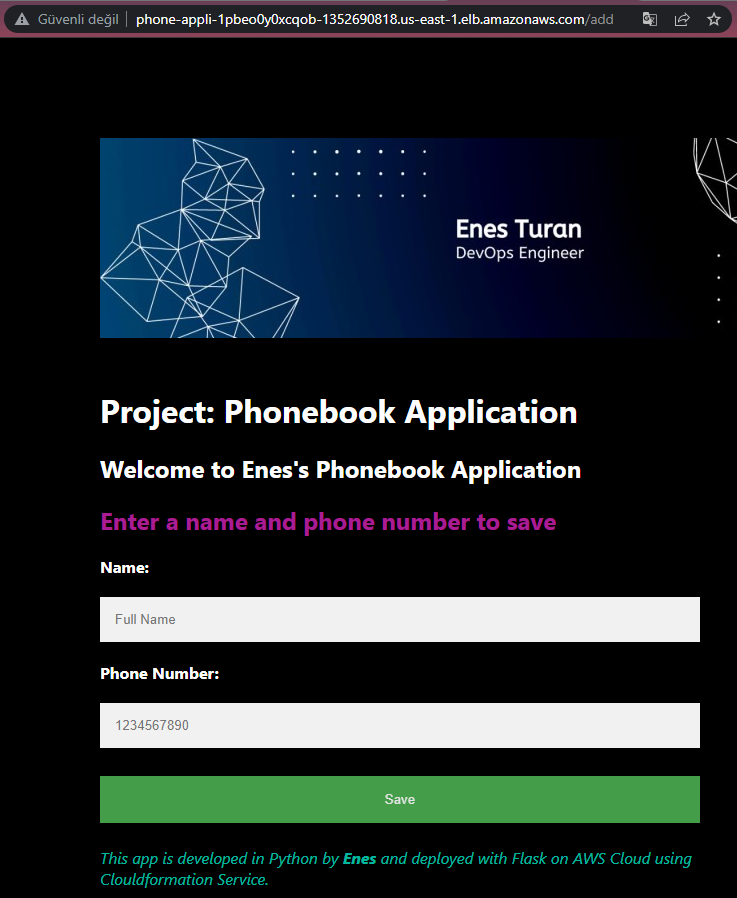 Güvenli değil
phone-appli-1pbeo0y0xcqob-1352690818.us-east-1.elb.amazonaws.com/add
Enes Turan
DevOps Engineer
Project: Phonebook Application
Welcome to Enes's Phonebook Application
Enter a name and phone number to save
Name:
Full Name
Phone Number:
1234567890
Save
This app is developed in Python by Enes and deployed with Flask on AWS Cloud using
Clouldformation Service.